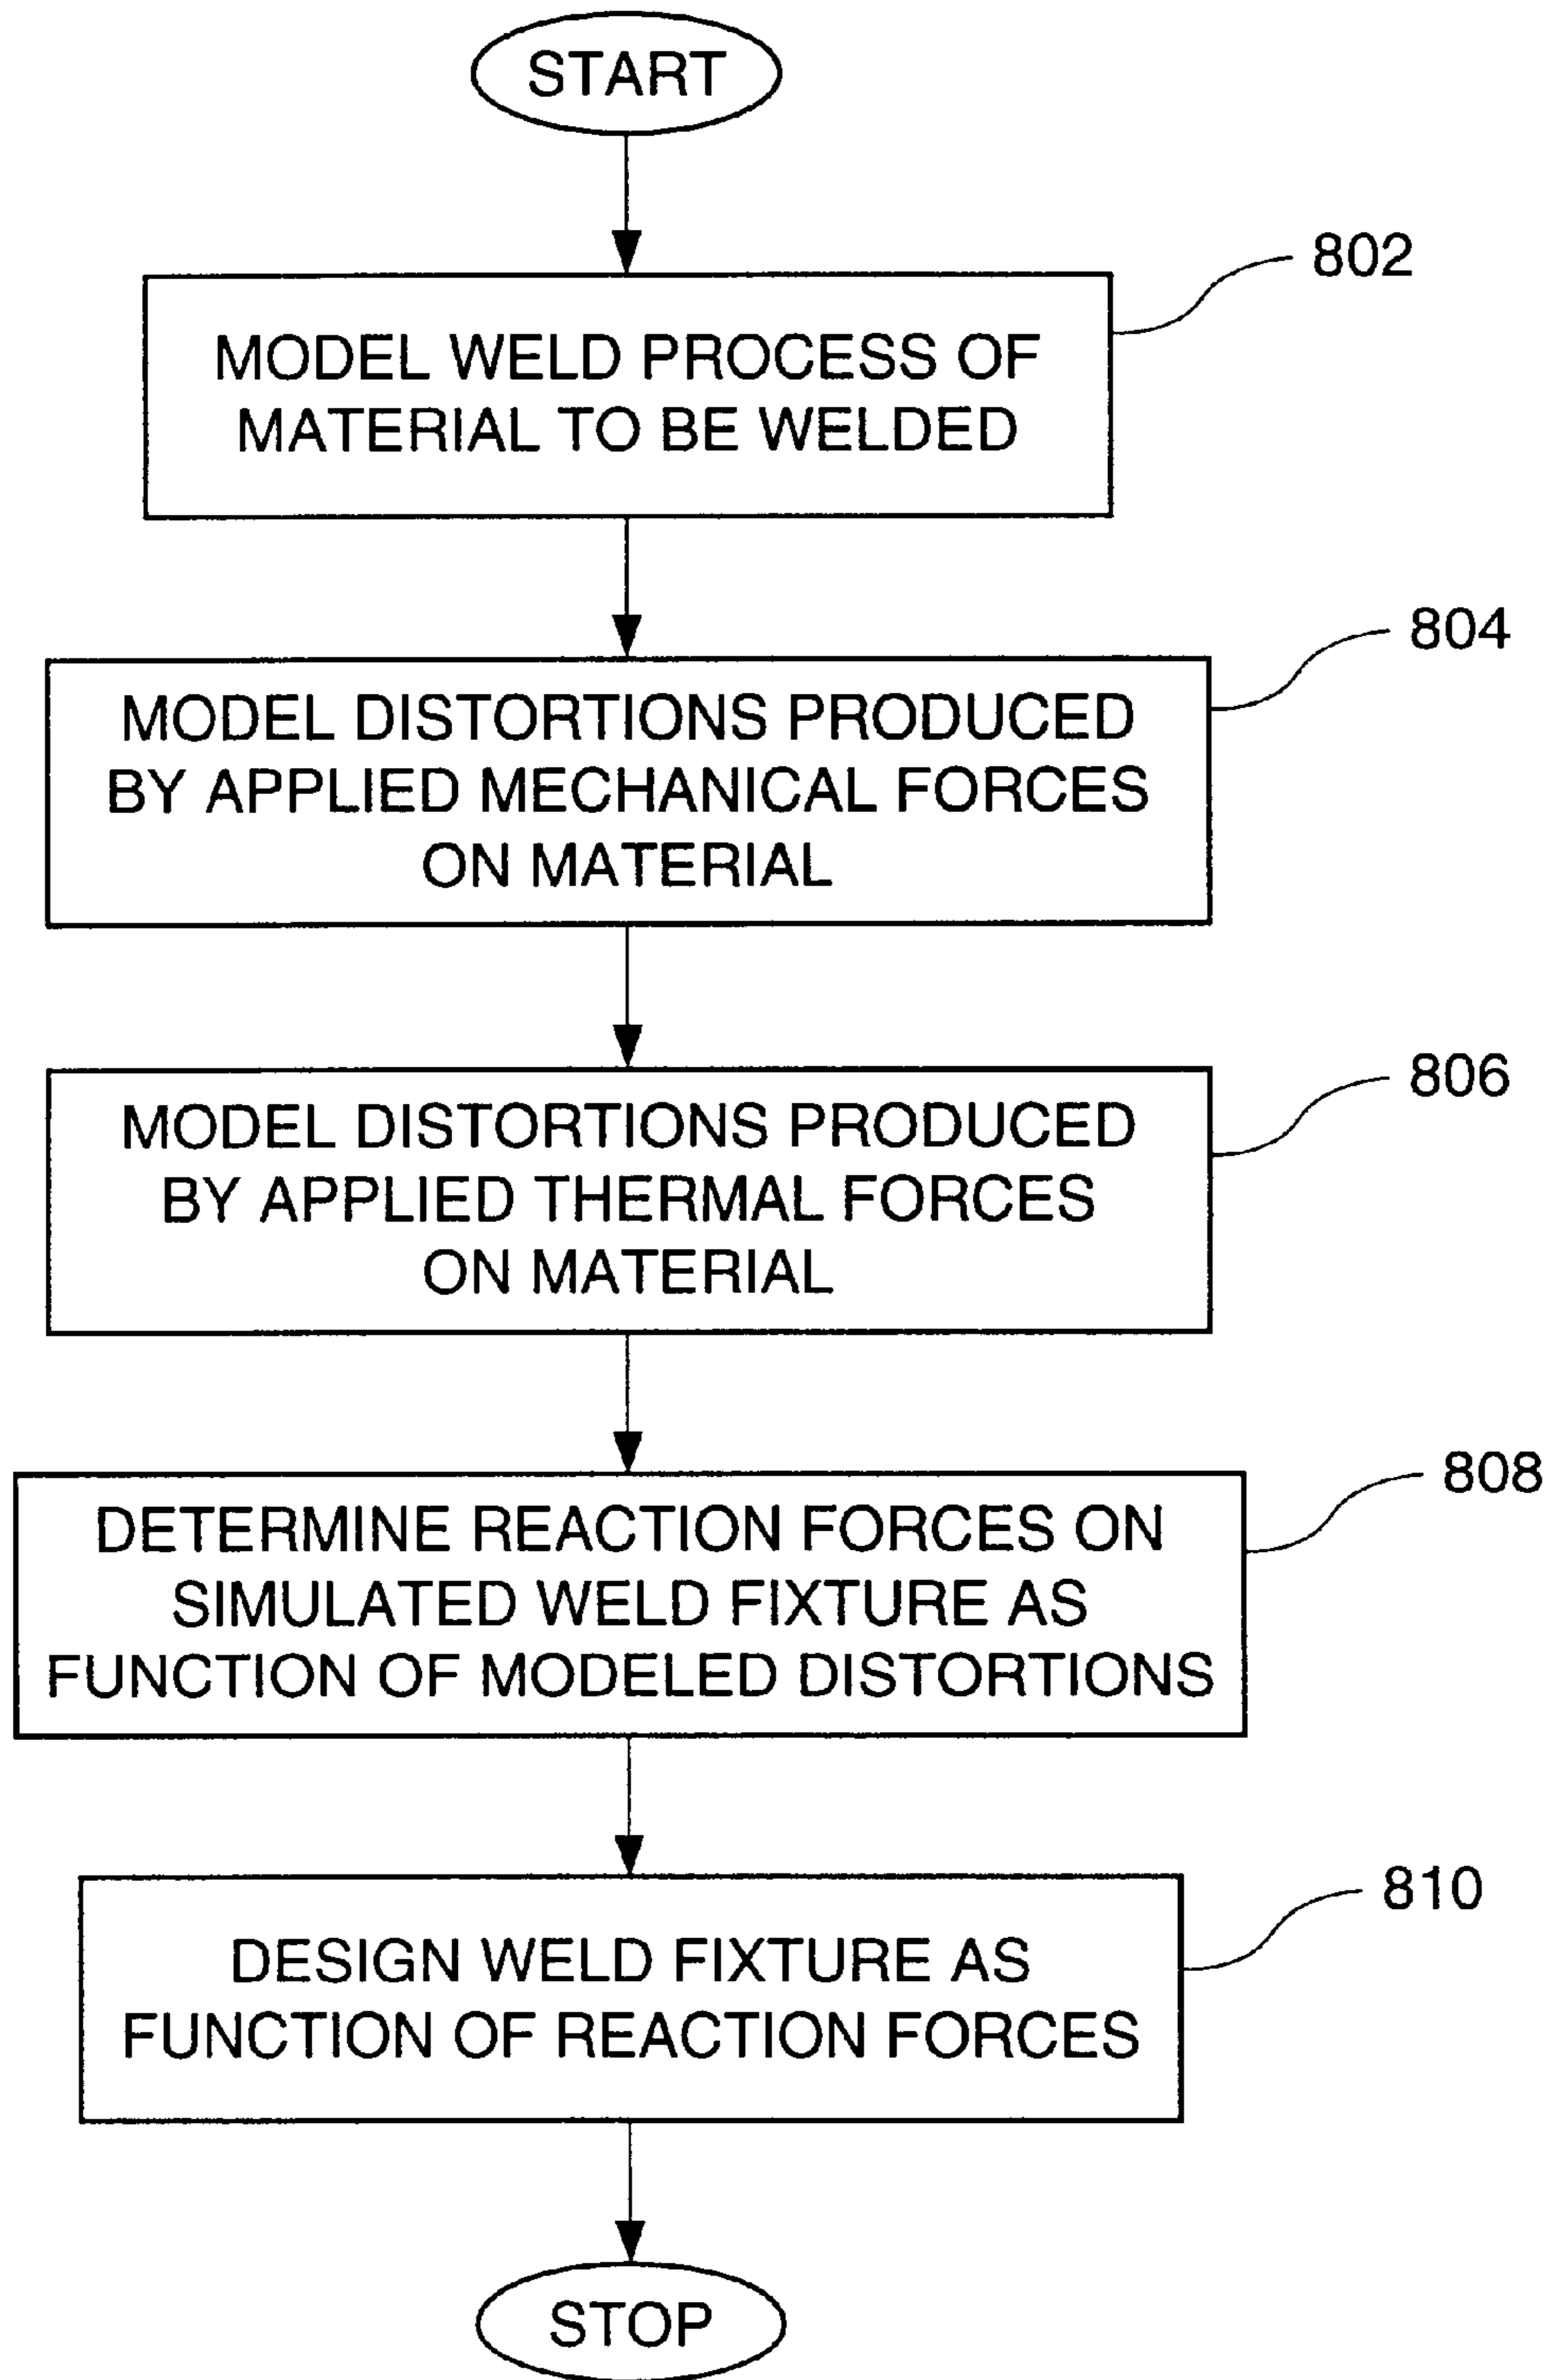 START
802
MODEL WELD PROCESS OF
MATERIAL TO BE WELDED
804
MODEL DISTORTIONS PRODUCED
BY APPLIED MECHANICAL FORCES
ON MATERIAL
806
MODEL DISTORTIONS PRODUCED
BY APPLIED THERMAL FORCES
ON MATERIAL
808
DETERMINE REACTION FORCES ON
SIMULATED WELD FIXTURE AS
FUNCTION OF MODELED DISTORTIONS
810
DESIGN WELD FIXTURE AS
FUNCTION OF REACTION FORCES
STOP